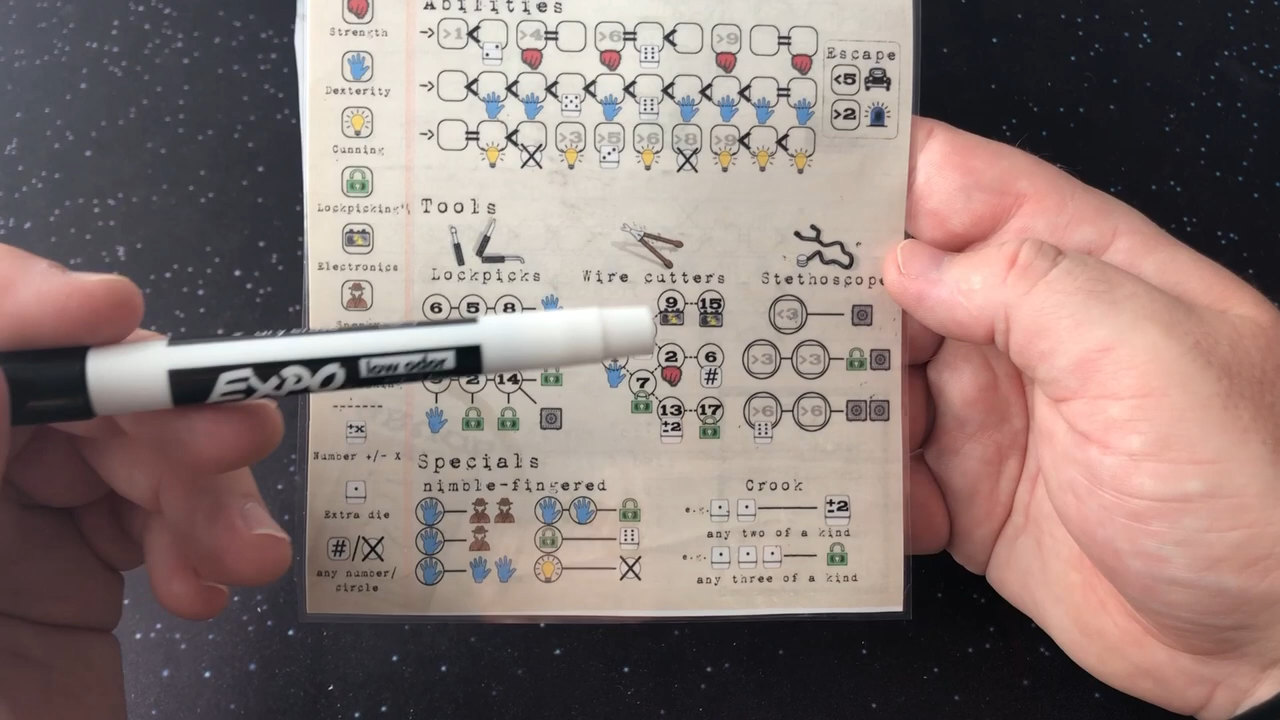 Abilities
Strength
>1 < >4 = >6 = < >9 =
Escape
<5
Dexterity
< < < < < < < < =
>2
= < >3 >5 >6 >8 >9 < <
Cunning
Lockpicking
Tools
Electronics
Lockpicks Wire cutters Stethoscope
6 5 8 9 15 <3
2 6 >3 >3
#
EXPO low odor
2 14 7
13 17 >6 >6
±2
±x
Number +/- X
Specials
nimble-fingered Crook
e.g. ±2
Extra die
any two of a kind
#/X e.g.
any number/
circle
any three of a kind